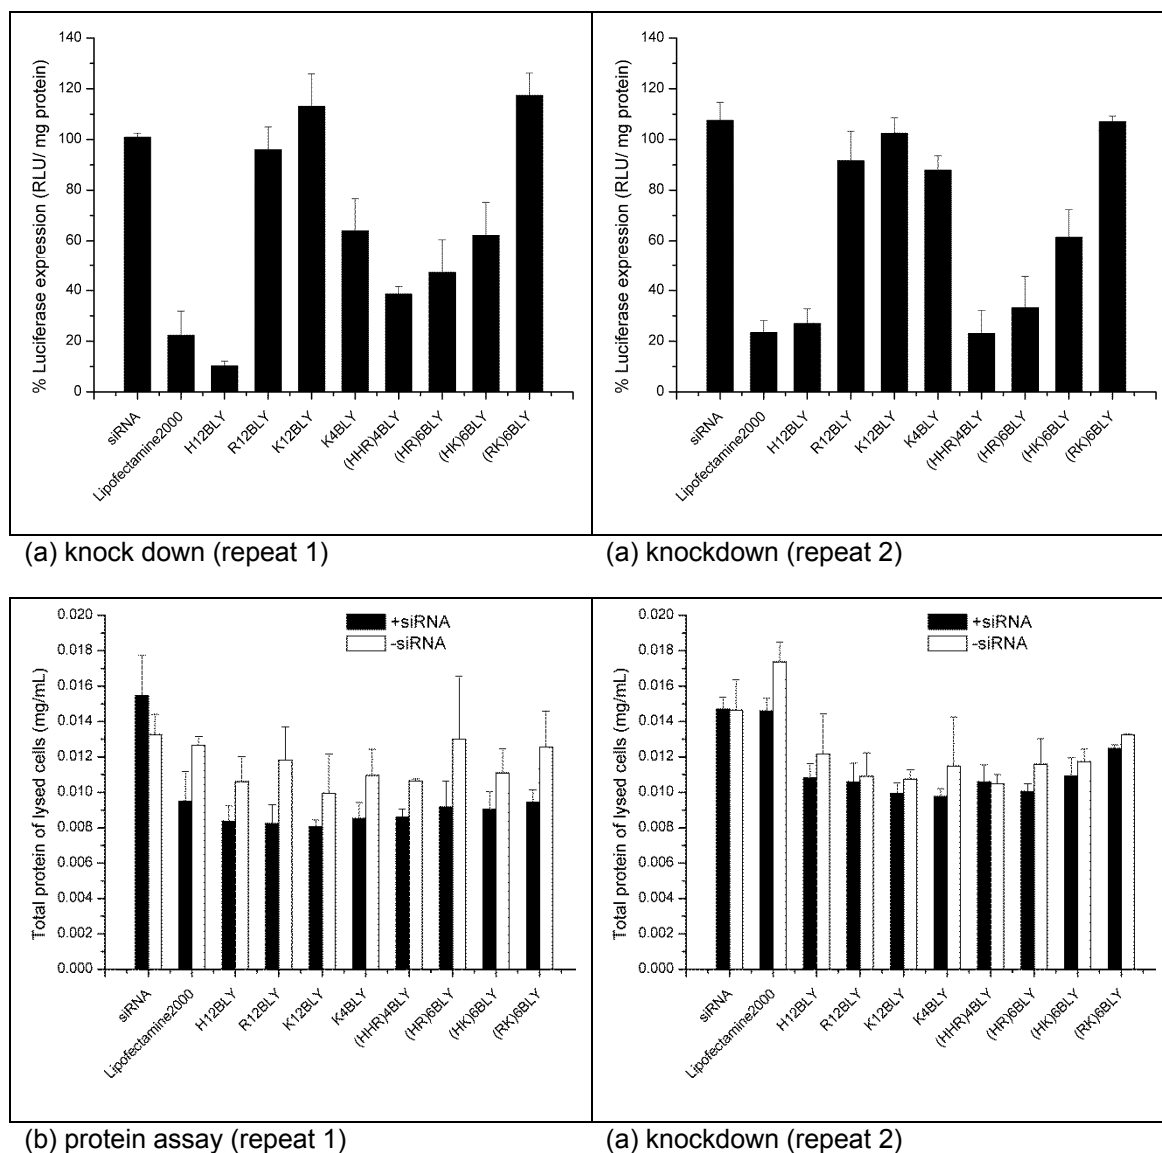 140
120
100
80
60
40
20
0
% Luciferase expression (RLU/ mg protein)
siRNA
Lipofectamine2000
H12BLY
R12BLY
K12BLY
K4BLY
(HHR)4BLY
(HR)6BLY
(HK)6BLY
(RK)6BLY
140
120
100
80
60
40
20
0
% Luciferase expression (RLU/ mg protein)
siRNA
Lipofectamine2000
H12BLY
R12BLY
K12BLY
K4BLY
(HHR)4BLY
(HR)6BLY
(HK)6BLY
(RK)6BLY
(a) knock down (repeat 1)
(a) knockdown (repeat 2)
+siRNA
-siRNA
0.020
0.018
0.016
0.014
0.012
0.010
0.008
0.006
0.004
0.002
0.000
Total protein of lysed cells (mg/mL)
siRNA
Lipofectamine2000
H12BLY
R12BLY
K12BLY
K4BLY
(HHR)4BLY
(HR)6BLY
(HK)6BLY
(RK)6BLY
+siRNA
-siRNA
0.020
0.018
0.016
0.014
0.012
0.010
0.008
0.006
0.004
0.002
0.000
Total protein of lysed cells (mg/mL)
siRNA
Lipofectamine2000
H12BLY
R12BLY
K12BLY
K4BLY
(HHR)4BLY
(HR)6BLY
(HK)6BLY
(RK)6BLY
(b) protein assay (repeat 1)
(a) knockdown (repeat 2)